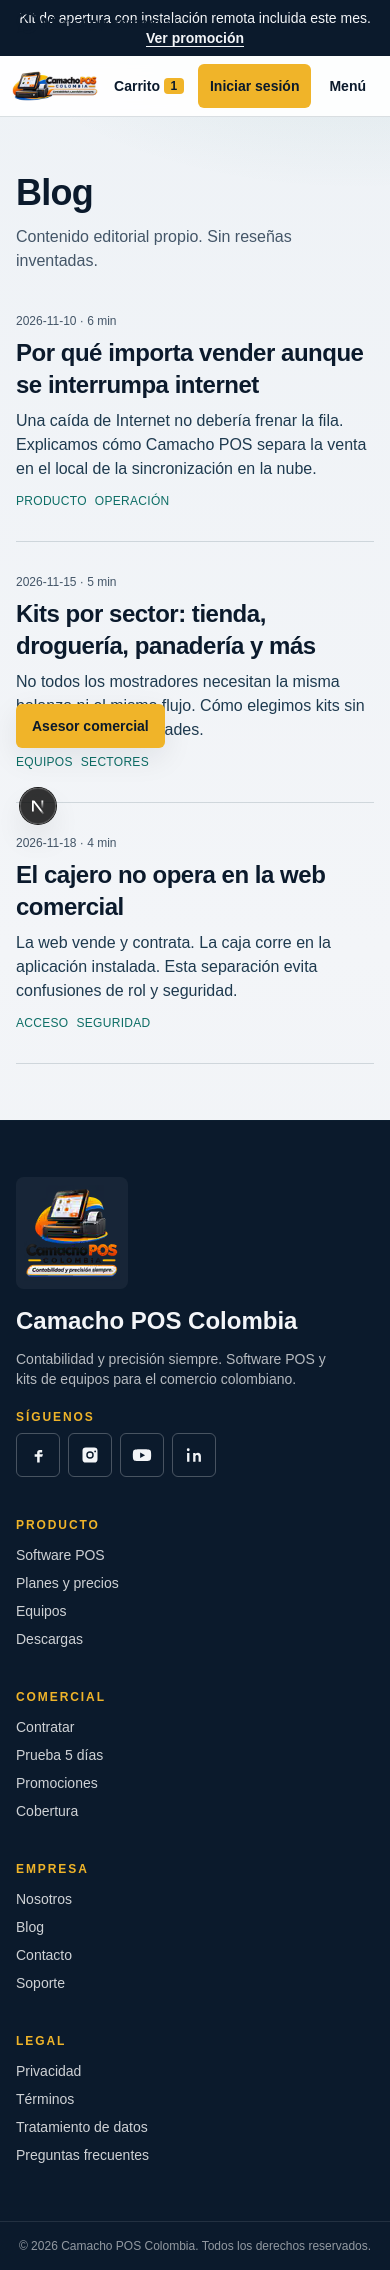 Kit de apertura con instalación remota incluida este mes.
Ver promoción
CamachoPOS
COLOMBIA
Carrito 1
Iniciar sesión
Menú
Blog
Contenido editorial propio. Sin reseñas
inventadas.
2026-11-10 · 6 min
Por qué importa vender aunque
se interrumpa internet
Una caída de Internet no debería frenar la fila.
Explicamos cómo Camacho POS separa la venta
en el local de la sincronización en la nube.
PRODUCTO OPERACIÓN
2026-11-15 · 5 min
Kits por sector: tienda,
droguería, panadería y más
No todos los mostradores necesitan la misma
flujo. Cómo elegimos kits sin
Asesor comercial
EQUIPOS SECTORES
N
2026-11-18 · 4 min
El cajero no opera en la web
comercial
La web vende y contrata. La caja corre en la
aplicación instalada. Esta separación evita
confusiones de rol y seguridad.
ACCESO SEGURIDAD
CamachoPOS
COLOMBIA
Contabilidad y precisión siempre.
Camacho POS Colombia
Contabilidad y precisión siempre. Software POS y
kits de equipos para el comercio colombiano.
SÍGUENOS
PRODUCTO
Software POS
Planes y precios
Equipos
Descargas
COMERCIAL
Contratar
Prueba 5 días
Promociones
Cobertura
EMPRESA
Nosotros
Blog
Contacto
Soporte
LEGAL
Privacidad
Términos
Tratamiento de datos
Preguntas frecuentes
© 2026 Camacho POS Colombia. Todos los derechos reservados.